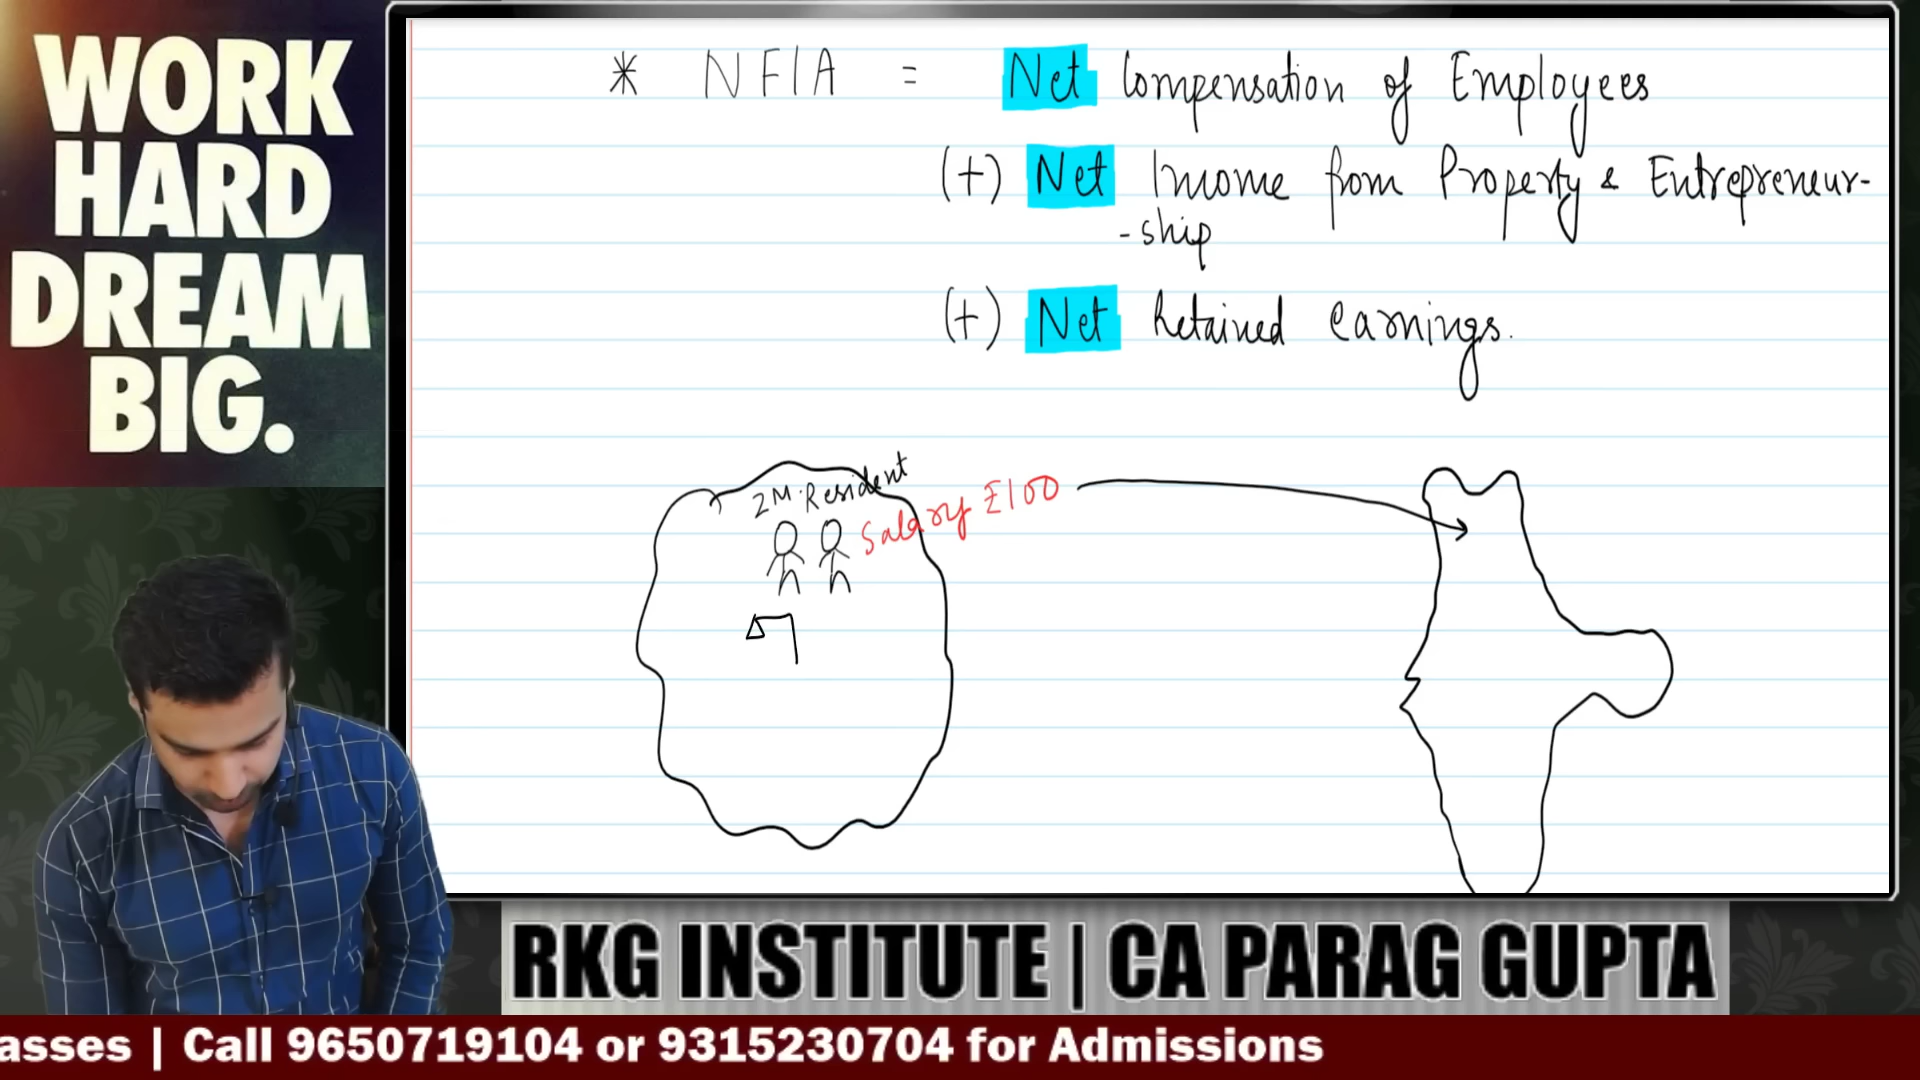 WORK
HARD
DREAM
BIG.
* NFIA = Net Compensation of Employees
(+) Net Income from Property & Entrepreneur-
-ship
(+) Net Retained earnings.
Resident
Salary £100
RKG INSTITUTE | CA PARAG GUPTA
asses | Call 9650719104 or 9315230704 for Admissions